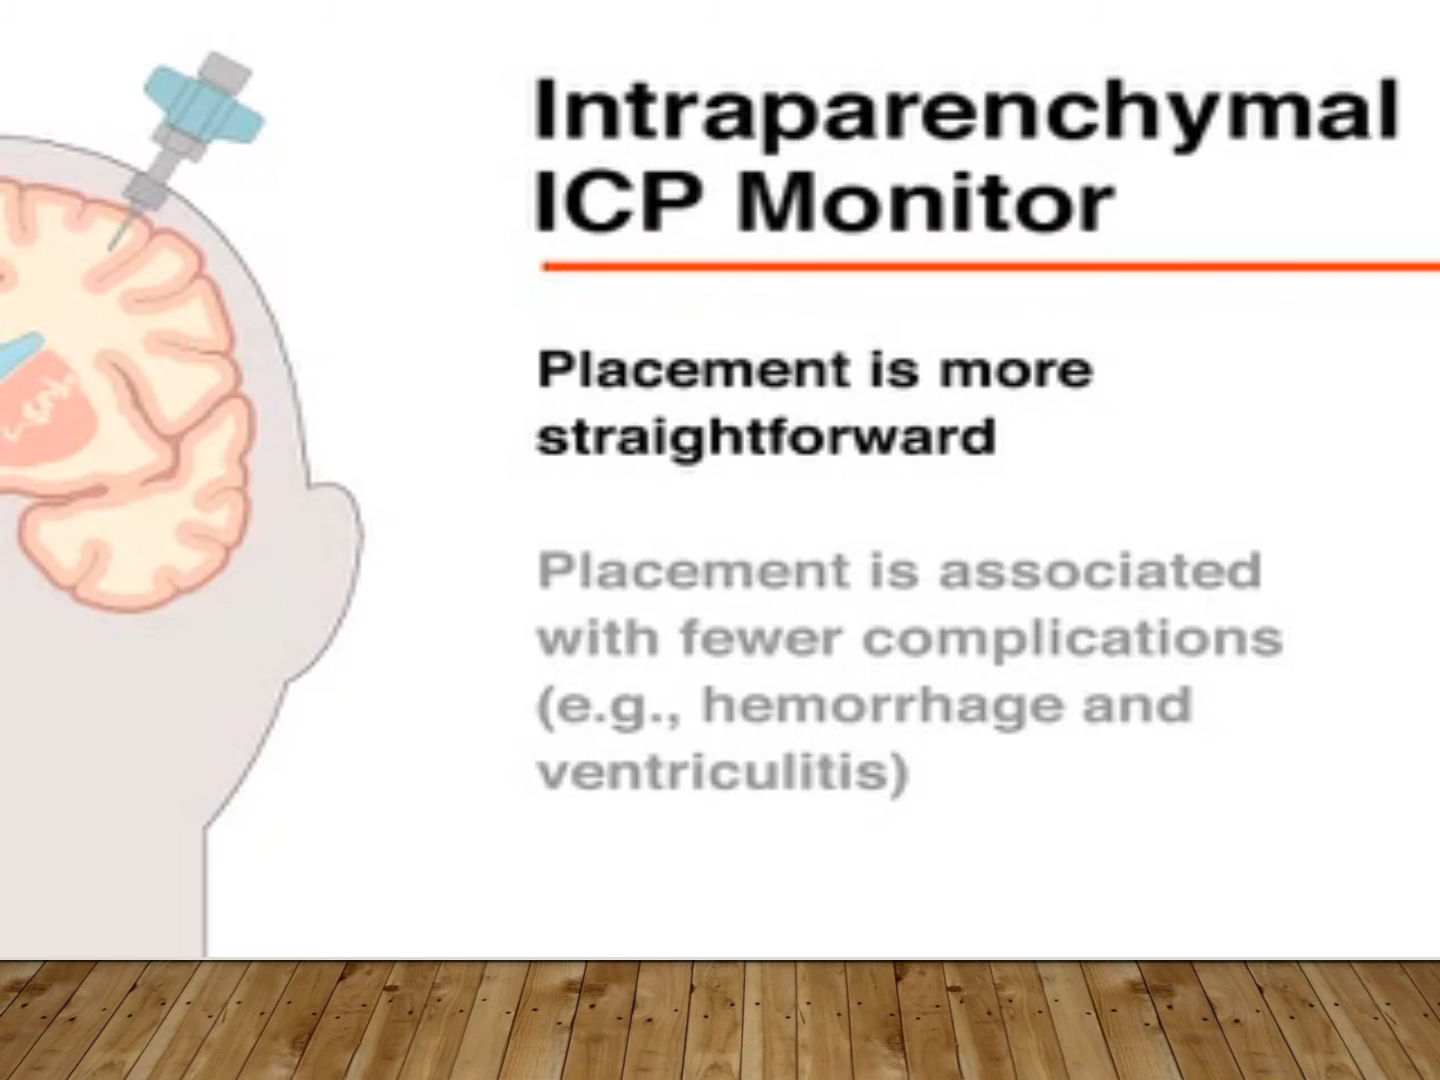 Intraparenchymal
ICP Monitor
Placement is more
straightforward
Placement is associated
with fewer complications
(e.g., hemorrhage and
ventriculitis)